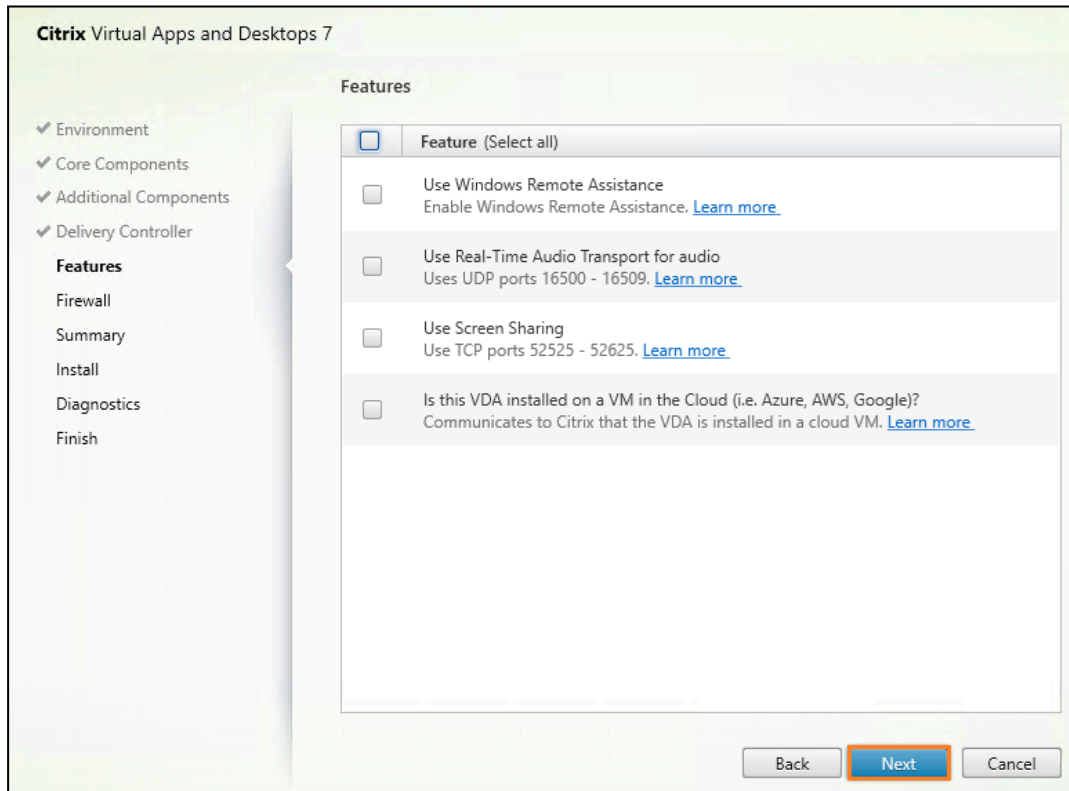 Citrix Virtual Apps and Desktops 7
Features
Environment
Core Components
Additional Components
Delivery Controller
Features
Firewall
Summary
Install
Diagnostics
Finish
Feature (Select all)
Use Windows Remote Assistance
Enable Windows Remote Assistance. Learn more
Use Real-Time Audio Transport for audio
Uses UDP ports 16500 - 16509. Learn more
Use Screen Sharing
Use TCP ports 52525 - 52625. Learn more
Is this VDA installed on a VM in the Cloud (i.e. Azure, AWS, Google)?
Communicates to Citrix that the VDA is installed in a cloud VM. Learn more
Back
Next
Cancel